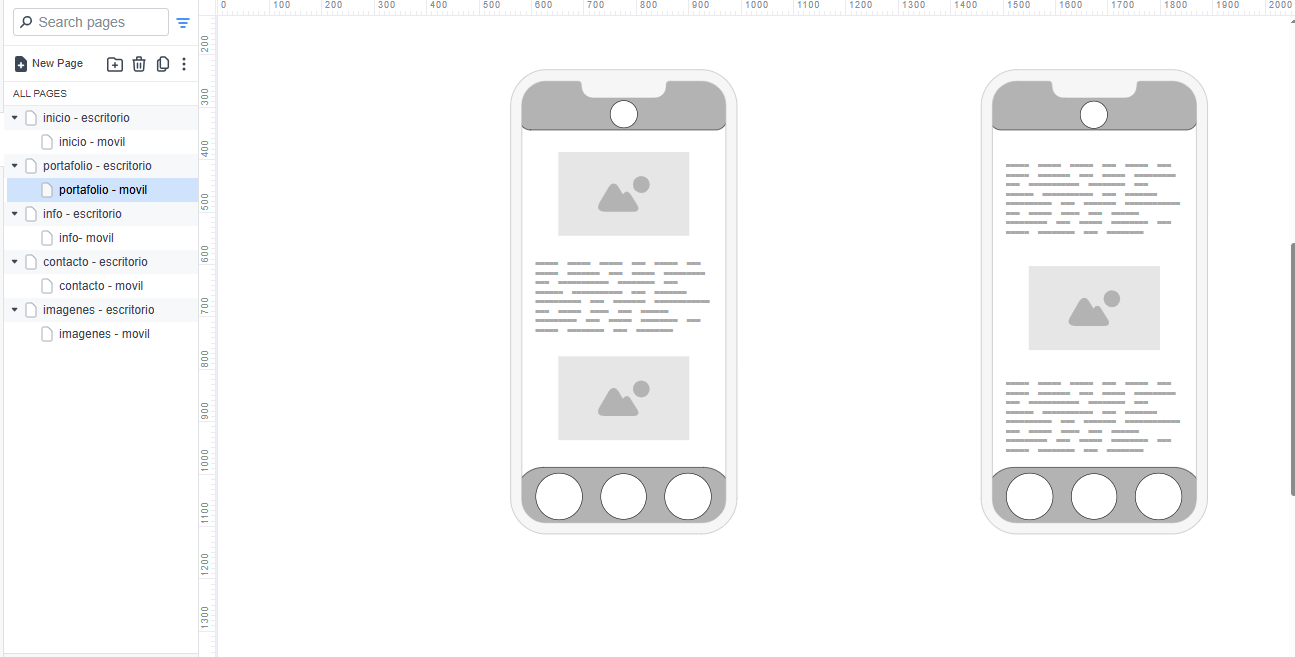 Search pages
New Page
ALL PAGES
inicio - escritorio
inicio - movil
portafolio - escritorio
portafolio - movil
info - escritorio
info- movil
contacto - escritorio
contacto - movil
imagenes - escritorio
imagenes - movil
0 100 200 300 400 500 600 700 800 900 1000 1100 1200 1300 1400 1500 1600 1700 1800 1900 2000
200
300
400
500
600
700
800
900
1000
1100
1200
1300